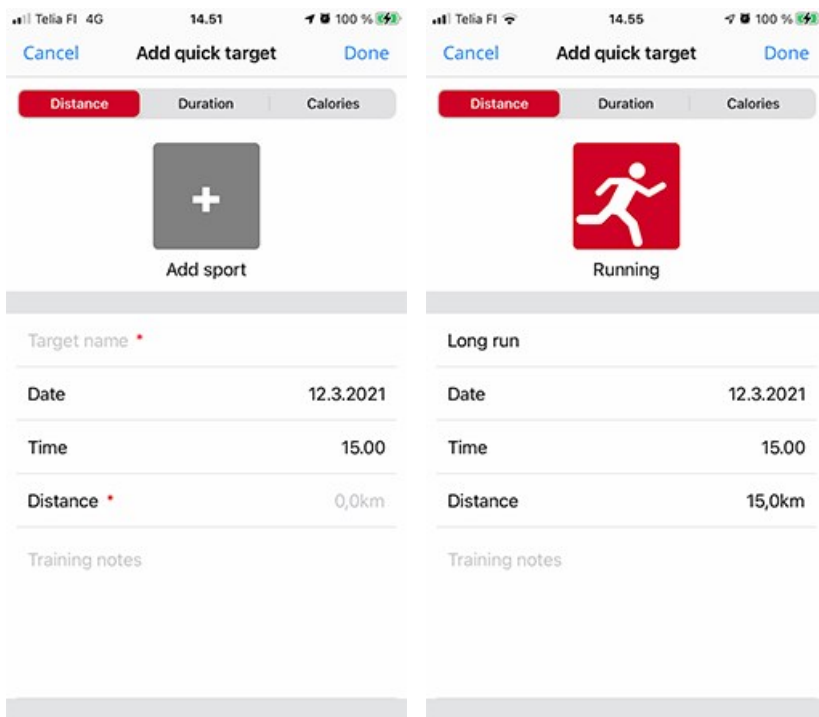 Telia FI 4G 14.51 100 %
Cancel Add quick target Done
Distance Duration Calories
Add sport
Target name *
Date 12.3.2021
Time 15.00
Distance * 0,0km
Training notes
Telia FI 14.55 100 %
Cancel Add quick target Done
Distance Duration Calories
Running
Long run
Date 12.3.2021
Time 15.00
Distance 15,0km
Training notes